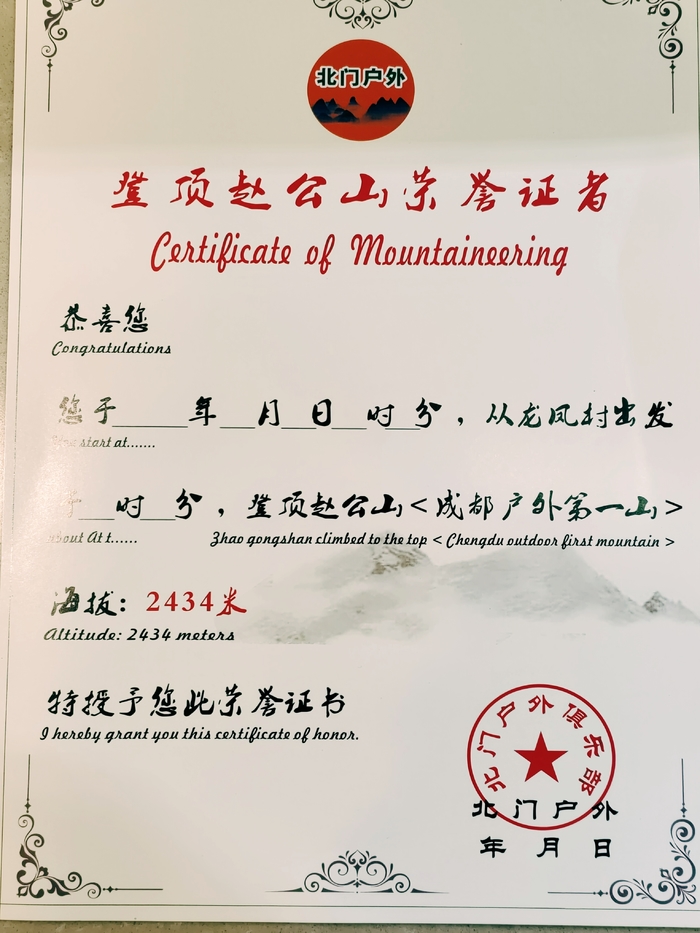 北门户外
登顶赵公山荣誉证者
Certificate of Mountaineering
恭喜您
Congratulations
您于_____年__月__日__时__分，从龙凤村出发
start at.......
__时__分，登顶赵公山<成都户外第一山>
bout At t...... Zhao gongshan climbed to the top < Chengdu outdoor first mountain >
海拔：2434米
Altitude: 2434 meters
特授予您此荣誉证书
I hereby grant you this certificate of honor.
北门户外俱乐部
北门户外
年 月 日